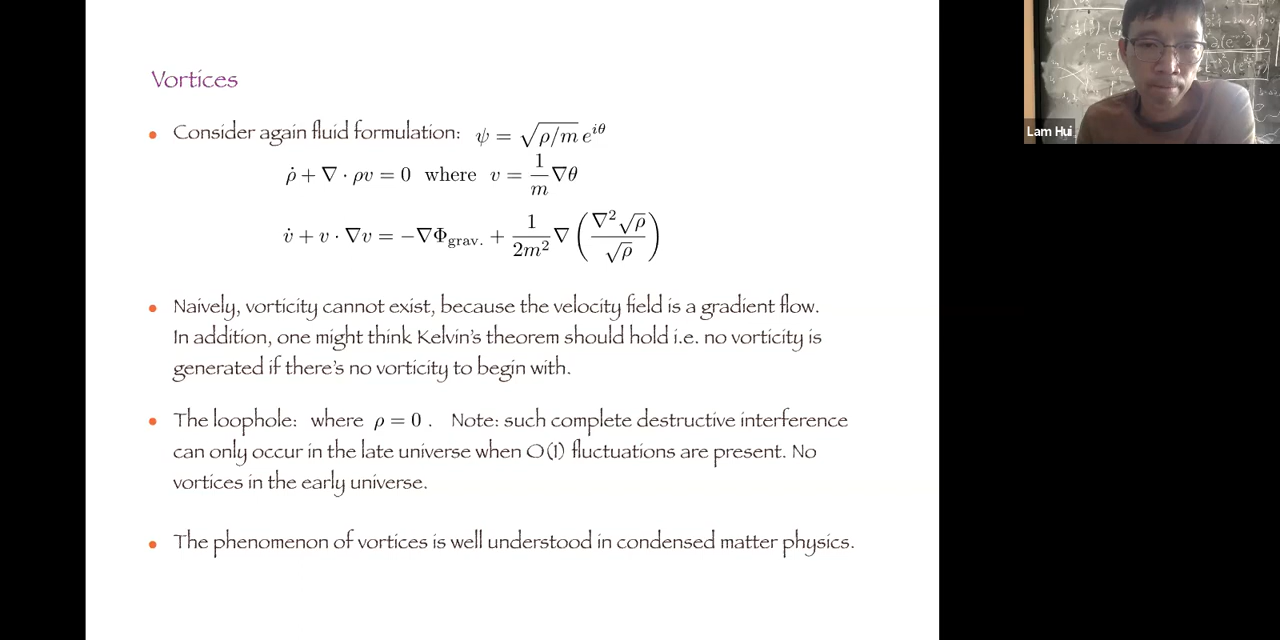 Vortices
• Consider again fluid formulation: ψ = √(ρ/m) e^{iθ}
ρ̇ + ∇ · ρv = 0 where v = (1/m) ∇θ
v̇ + v · ∇v = −∇Φ_grav. + (1/2m²) ∇ (∇²√ρ / √ρ)
• Naively, vorticity cannot exist, because the velocity field is a gradient flow.
In addition, one might think Kelvin's theorem should hold i.e. no vorticity is
generated if there's no vorticity to begin with.
• The loophole: where ρ = 0 . Note: such complete destructive interference
can only occur in the late universe when O(1) fluctuations are present. No
vortices in the early universe.
• The phenomenon of vortices is well understood in condensed matter physics.
Lam Hui